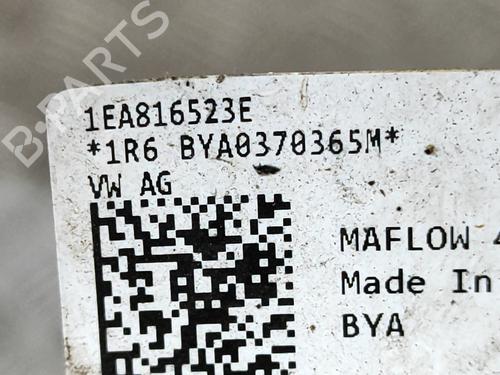 1EA816523E
*1R6 BYA0370365M*
VW AG
MAFLOW
Made In
BYA
B-PARTS